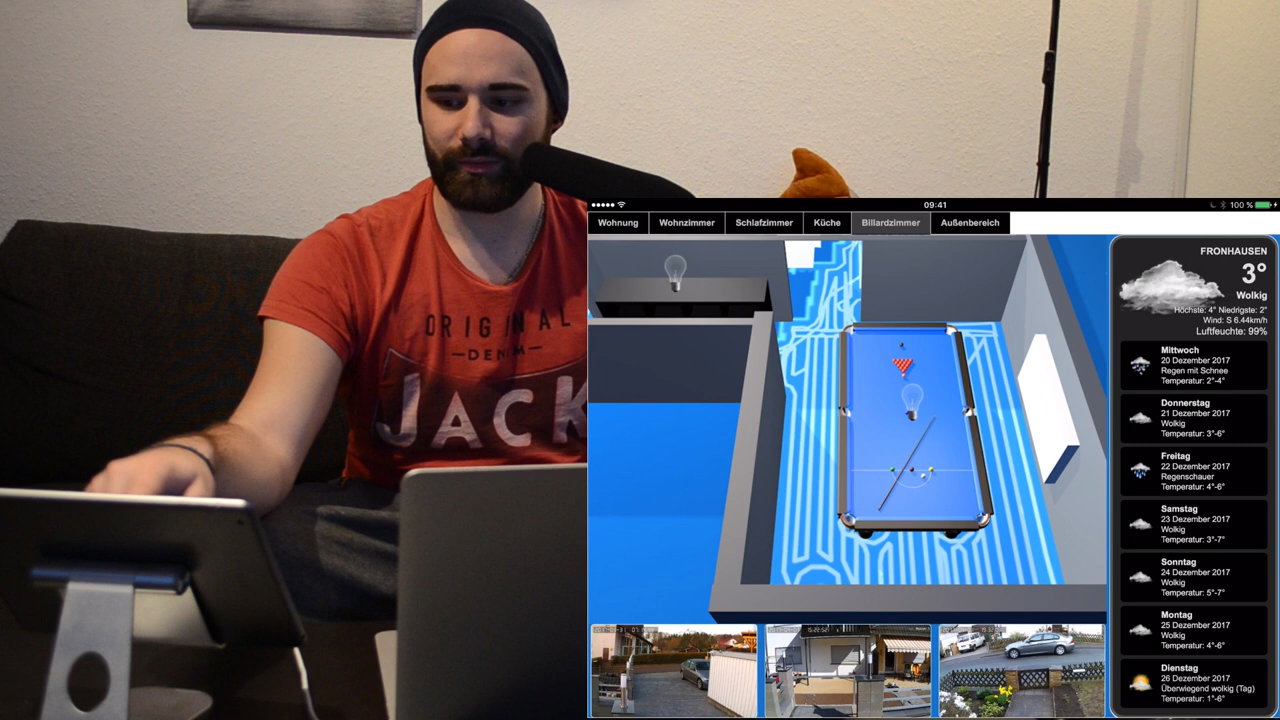 ORIGINAL
DENIM
JACK
09:41
100 %
Wohnung
Wohnzimmer
Schlafzimmer
Küche
Billardzimmer
Außenbereich
FRONHAUSEN
3°
Wolkig
Höchste: 4° Niedrigste: 2°
Wind: S 6.44km/h
Luftfeuchte: 99%
Mittwoch
20 Dezember 2017
Regen mit Schnee
Temperatur: 2°-4°
Donnerstag
21 Dezember 2017
Wolkig
Temperatur: 3°-6°
Freitag
22 Dezember 2017
Regenschauer
Temperatur: 4°-6°
Samstag
23 Dezember 2017
Wolkig
Temperatur: 3°-7°
Sonntag
24 Dezember 2017
Wolkig
Temperatur: 5°-7°
Montag
25 Dezember 2017
Wolkig
Temperatur: 4°-6°
Dienstag
26 Dezember 2017
Überwiegend wolkig (Tag)
Temperatur: 1°-6°